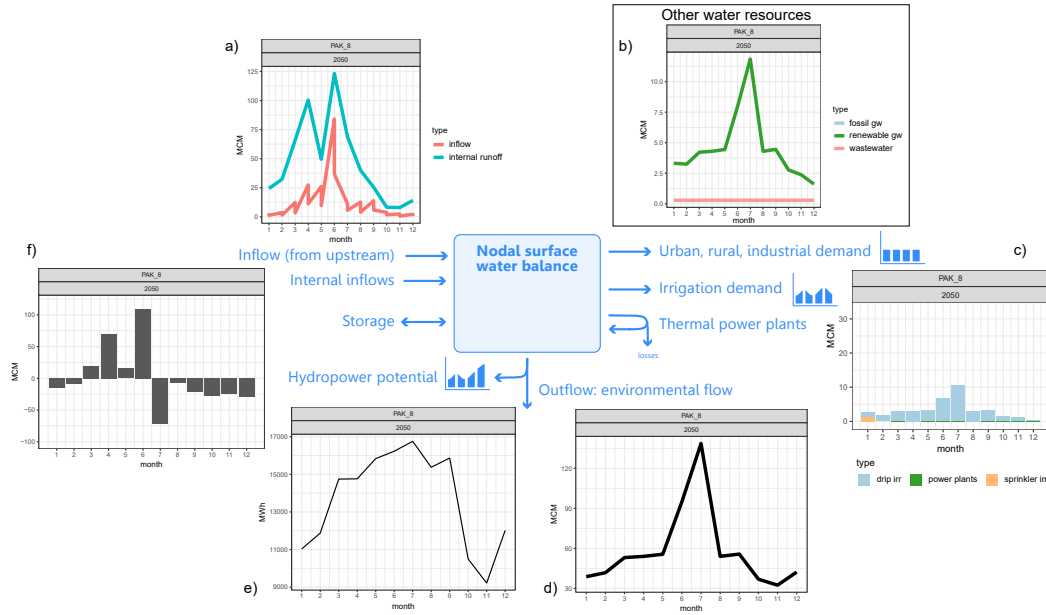 a)
PAK_8
2050
125
100
75
50
25
0
MCM
1 2 3 4 5 6 7 8 9 10 11 12
month
type
inflow
internal runoff
Other water resources
b)
PAK_8
2050
10.0
7.5
5.0
2.5
0.0
MCM
1 2 3 4 5 6 7 8 9 10 11 12
month
type
fossil gw
renewable gw
wastewater
f)
PAK_8
2050
100
50
0
−50
−100
MCM
1 2 3 4 5 6 7 8 9 10 11 12
month
Inflow (from upstream)
Internal inflows
Storage
Hydropower potential
Nodal surface
water balance
Urban, rural, industrial demand
Irrigation demand
Thermal power plants
losses
Outflow: environmental flow
c)
PAK_8
2050
30
20
10
0
MCM
1 2 3 4 5 6 7 8 9 10 11 12
month
type
drip irr
power plants
sprinkler irr
e)
PAK_8
2050
17000
15000
13000
11000
9000
MWh
1 2 3 4 5 6 7 8 9 10 11 12
month
d)
PAK_8
2050
120
90
60
30
MCM
1 2 3 4 5 6 7 8 9 10 11 12
month